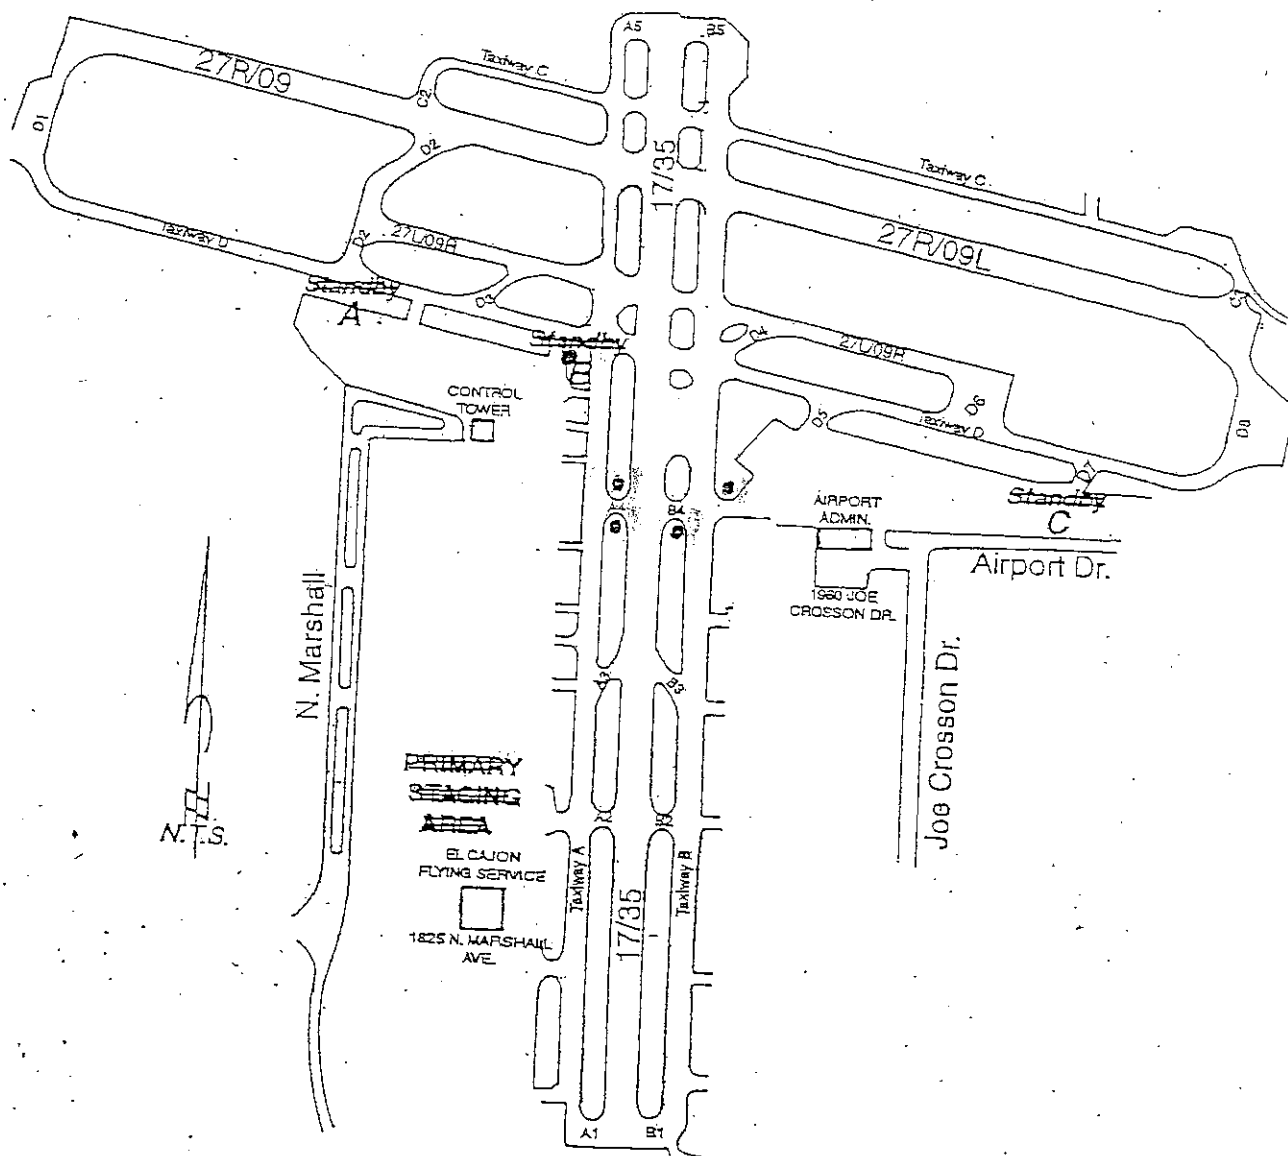 A5
B5
Taxiway C
27R/09
C2
D1
D2
17/35
Taxiway C
27L/09R
27R/09L
Taxiway D
D2
C5
Standby
A
D3
Standby
D4
27L/09R
D6
CONTROL
TOWER
D5
Taxiway D
D8
D7
Standby
C
B4
AIRPORT
ADMIN.
Airport Dr.
1960 JOE
CROSSON DR.
N. Marshall
Joe Crosson Dr.
A3
B3
PRIMARY
STAGING
AREA
N.T.S.
A2
B2
EL CAJON
FLYING SERVICE
Taxiway A
Taxiway B
17/35
1825 N. MARSHALL
AVE.
A1
B1